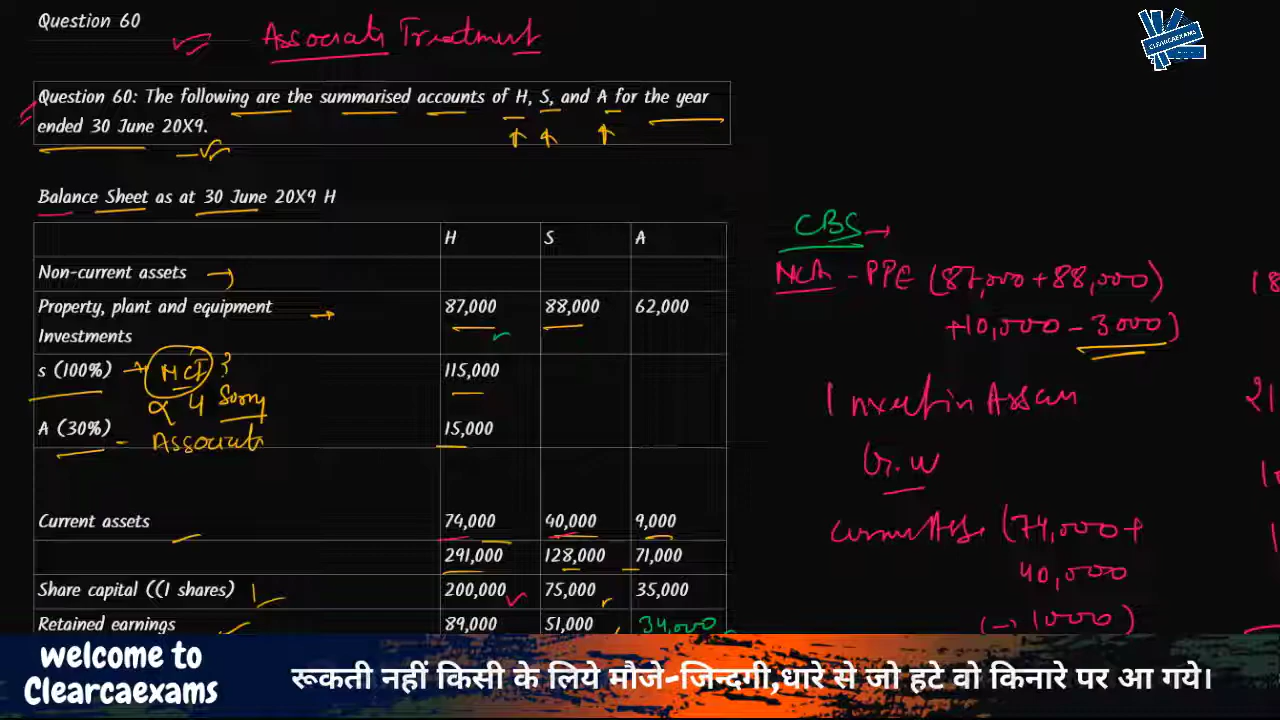 Question 60
Associate Treatment
CLEARCAEXAMS
Question 60: The following are the summarised accounts of H, S, and A for the year
ended 30 June 20X9.
Balance Sheet as at 30 June 20X9 H
H S A
Non-current assets
Property, plant and equipment 87,000 88,000 62,000
Investments
s (100%) NCI ? 115,000
Sorry
A (30%) - Associate 15,000
Current assets 74,000 40,000 9,000
291,000 128,000 71,000
Share capital ((1 shares) 200,000 75,000 35,000
Retained earnings 89,000 51,000 34,000
CBS →
NCA - PPE (87,000 + 88,000)
+10,000 - 3000)
G.W
(74,000 +
40,000
(-) 1000)
welcome to
Clearcaexams
रूकती नहीं किसी के लिये मौजे-जिन्दगी,धारे से जो हटे वो किनारे पर आ गये।